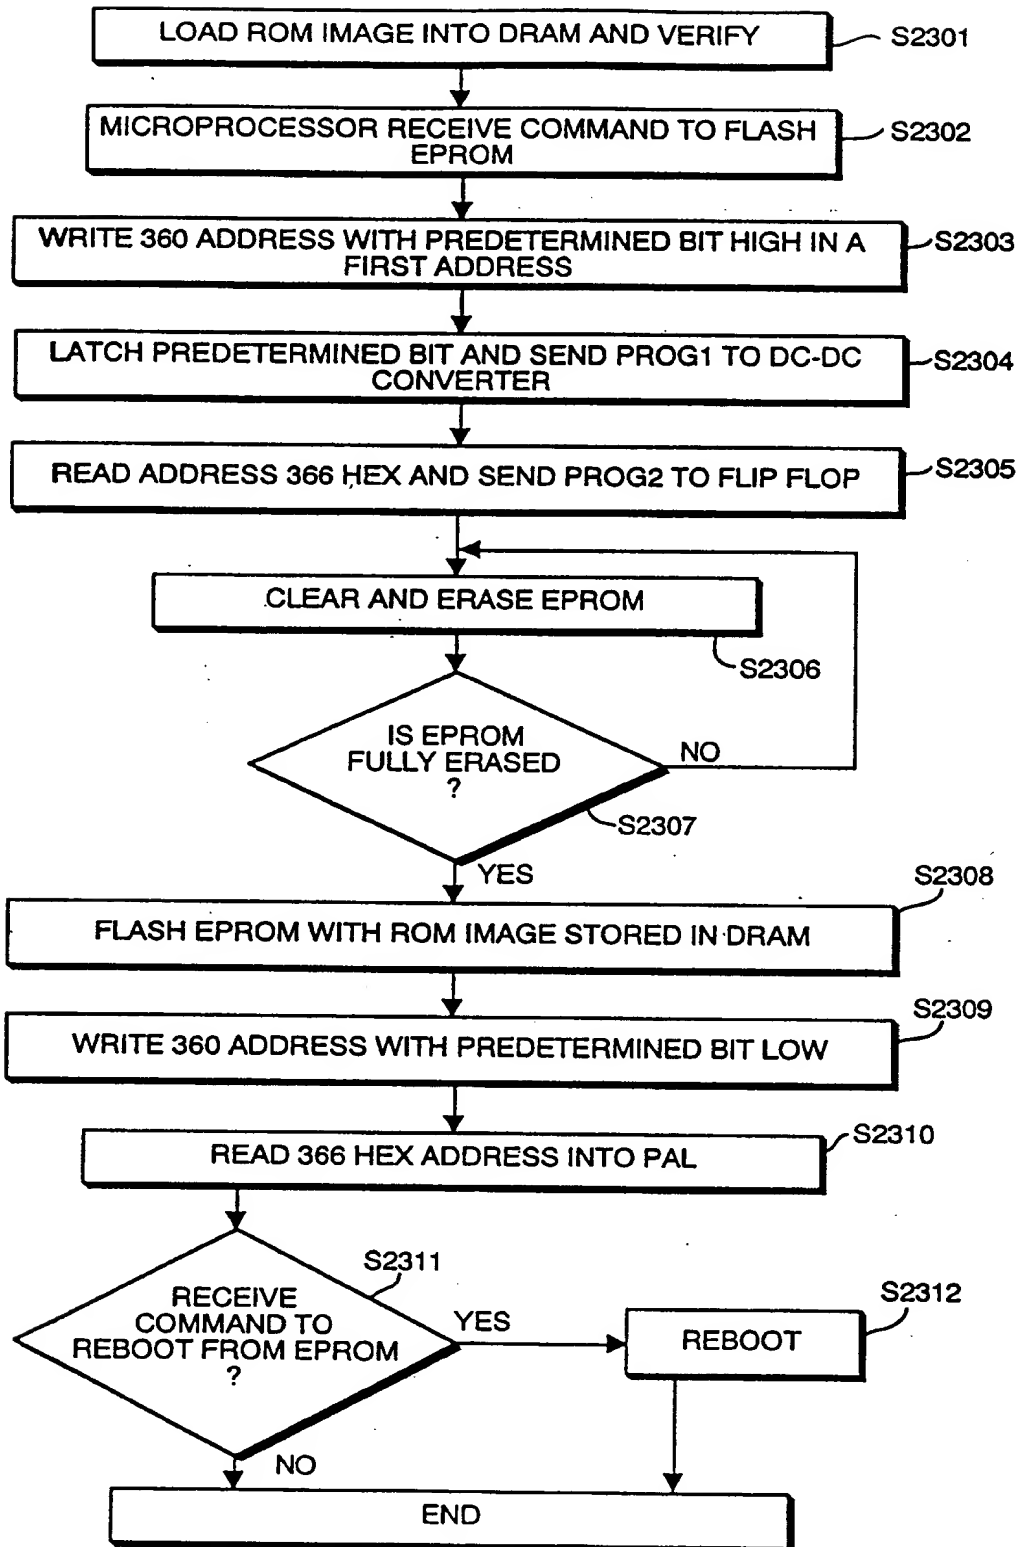 LOAD ROM IMAGE INTO DRAM AND VERIFY
S2301
MICROPROCESSOR RECEIVE COMMAND TO FLASH
EPROM
S2302
WRITE 360 ADDRESS WITH PREDETERMINED BIT HIGH IN A
FIRST ADDRESS
S2303
LATCH PREDETERMINED BIT AND SEND PROG1 TO DC-DC
CONVERTER
S2304
READ ADDRESS 366 HEX AND SEND PROG2 TO FLIP FLOP
S2305
CLEAR AND ERASE EPROM
S2306
IS EPROM
FULLY ERASED
?
NO
S2307
YES
S2308
FLASH EPROM WITH ROM IMAGE STORED IN DRAM
S2309
WRITE 360 ADDRESS WITH PREDETERMINED BIT LOW
S2310
READ 366 HEX ADDRESS INTO PAL
S2311
RECEIVE
COMMAND TO
REBOOT FROM EPROM
?
YES
S2312
REBOOT
NO
END